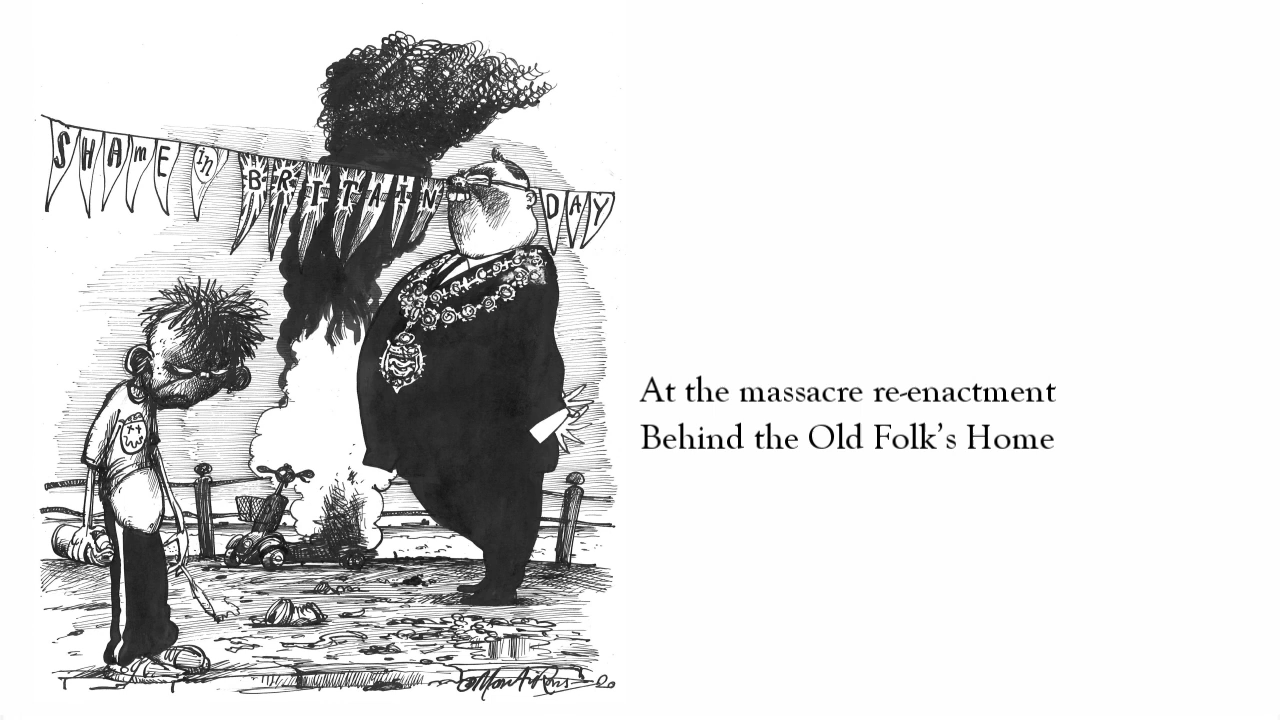 SHAmE in BRITAIN DAY
At the massacre re-enactment
Behind the Old Folk's Home